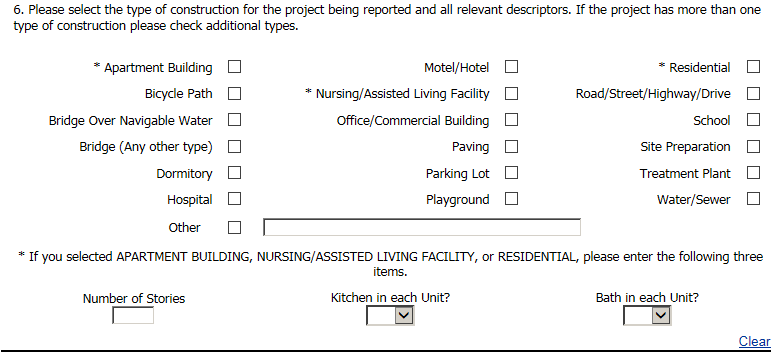 6. Please select the type of construction for the project being reported and all relevant descriptors. If the project has more than one
type of construction please check additional types.
* Apartment Building Motel/Hotel * Residential
Bicycle Path * Nursing/Assisted Living Facility Road/Street/Highway/Drive
Bridge Over Navigable Water Office/Commercial Building School
Bridge (Any other type) Paving Site Preparation
Dormitory Parking Lot Treatment Plant
Hospital Playground Water/Sewer
Other
* If you selected APARTMENT BUILDING, NURSING/ASSISTED LIVING FACILITY, or RESIDENTIAL, please enter the following three
items.
Number of Stories Kitchen in each Unit? Bath in each Unit?
Clear